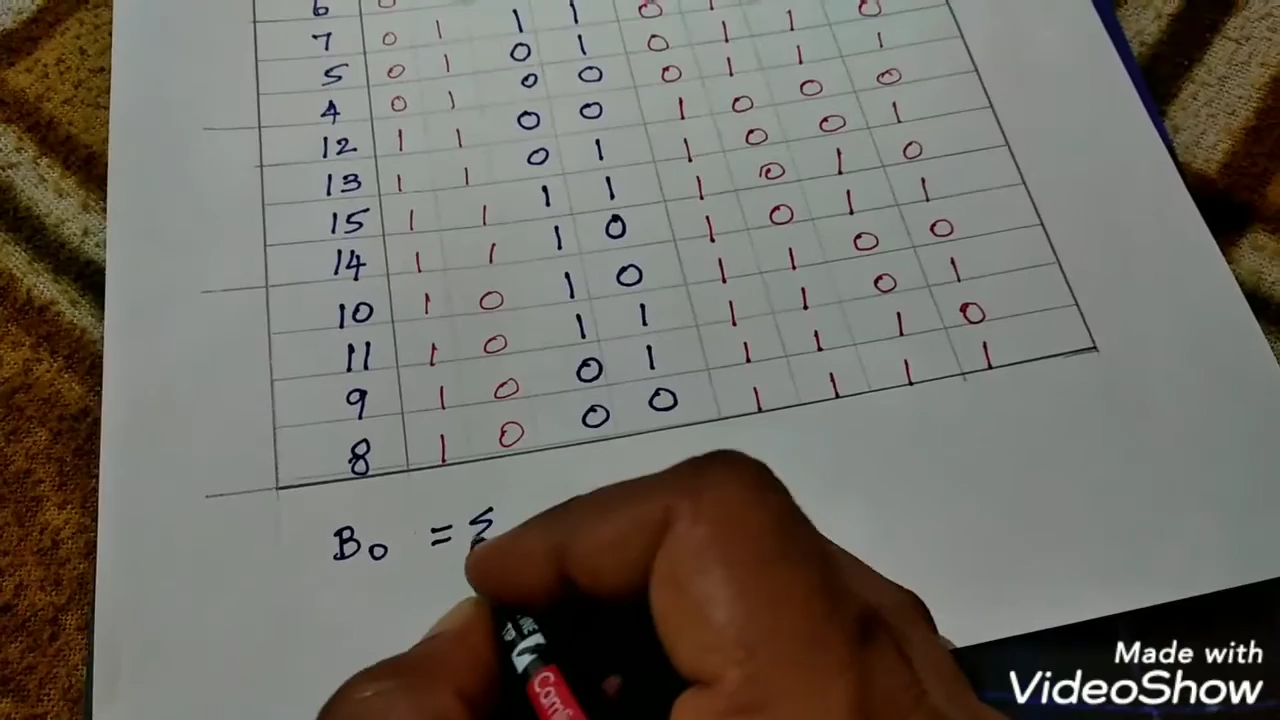 6 0
7 0 1 1 1 0 1
5 0 1 0 1 0 1 1 0
4 0 1 0 0 0 1 1 1
12 1 1 0 0 1 0 0 0
13 1 1 0 1 1 0 0 1
15 1 1 1 1 1 0 1 0
14 1 1 1 0 1 0 1 1
10 1 0 1 0 1 1 0 0
11 1 0 1 1 1 1 0 1
9 1 0 0 1 1 1 1 0
8 1 0 0 0 1 1 1 1
B0 = Σ
Made with
VideoShow